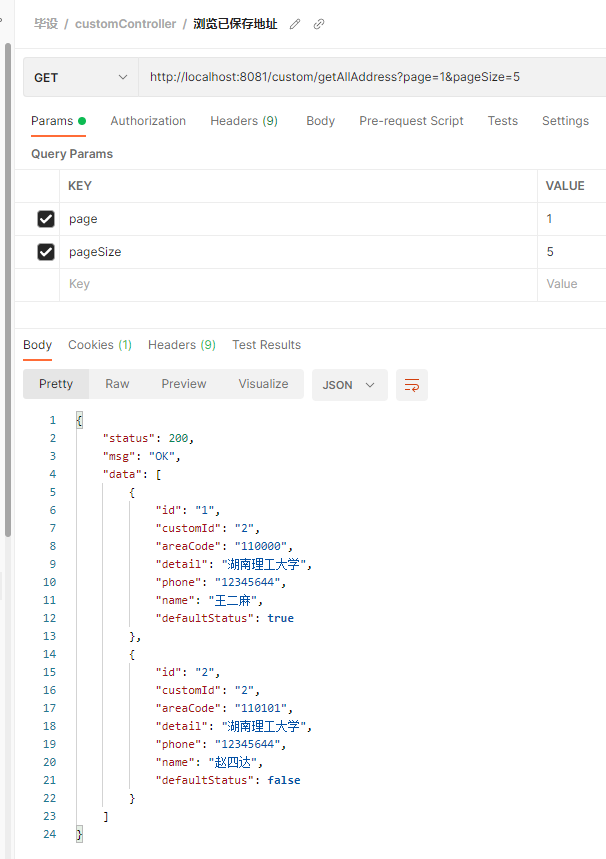 毕设 / customController / 浏览已保存地址
GET http://localhost:8081/custom/getAllAddress?page=1&pageSize=5
Params Authorization Headers (9) Body Pre-request Script Tests Settings
Query Params
KEY VALUE
page 1
pageSize 5
Key Value
Body Cookies (1) Headers (9) Test Results
Pretty Raw Preview Visualize JSON
1 {
2 "status": 200,
3 "msg": "OK",
4 "data": [
5 {
6 "id": "1",
7 "customId": "2",
8 "areaCode": "110000",
9 "detail": "湖南理工大学",
10 "phone": "12345644",
11 "name": "王二麻",
12 "defaultStatus": true
13 },
14 {
15 "id": "2",
16 "customId": "2",
17 "areaCode": "110101",
18 "detail": "湖南理工大学",
19 "phone": "12345644",
20 "name": "赵四达",
21 "defaultStatus": false
22 }
23 ]
24 }